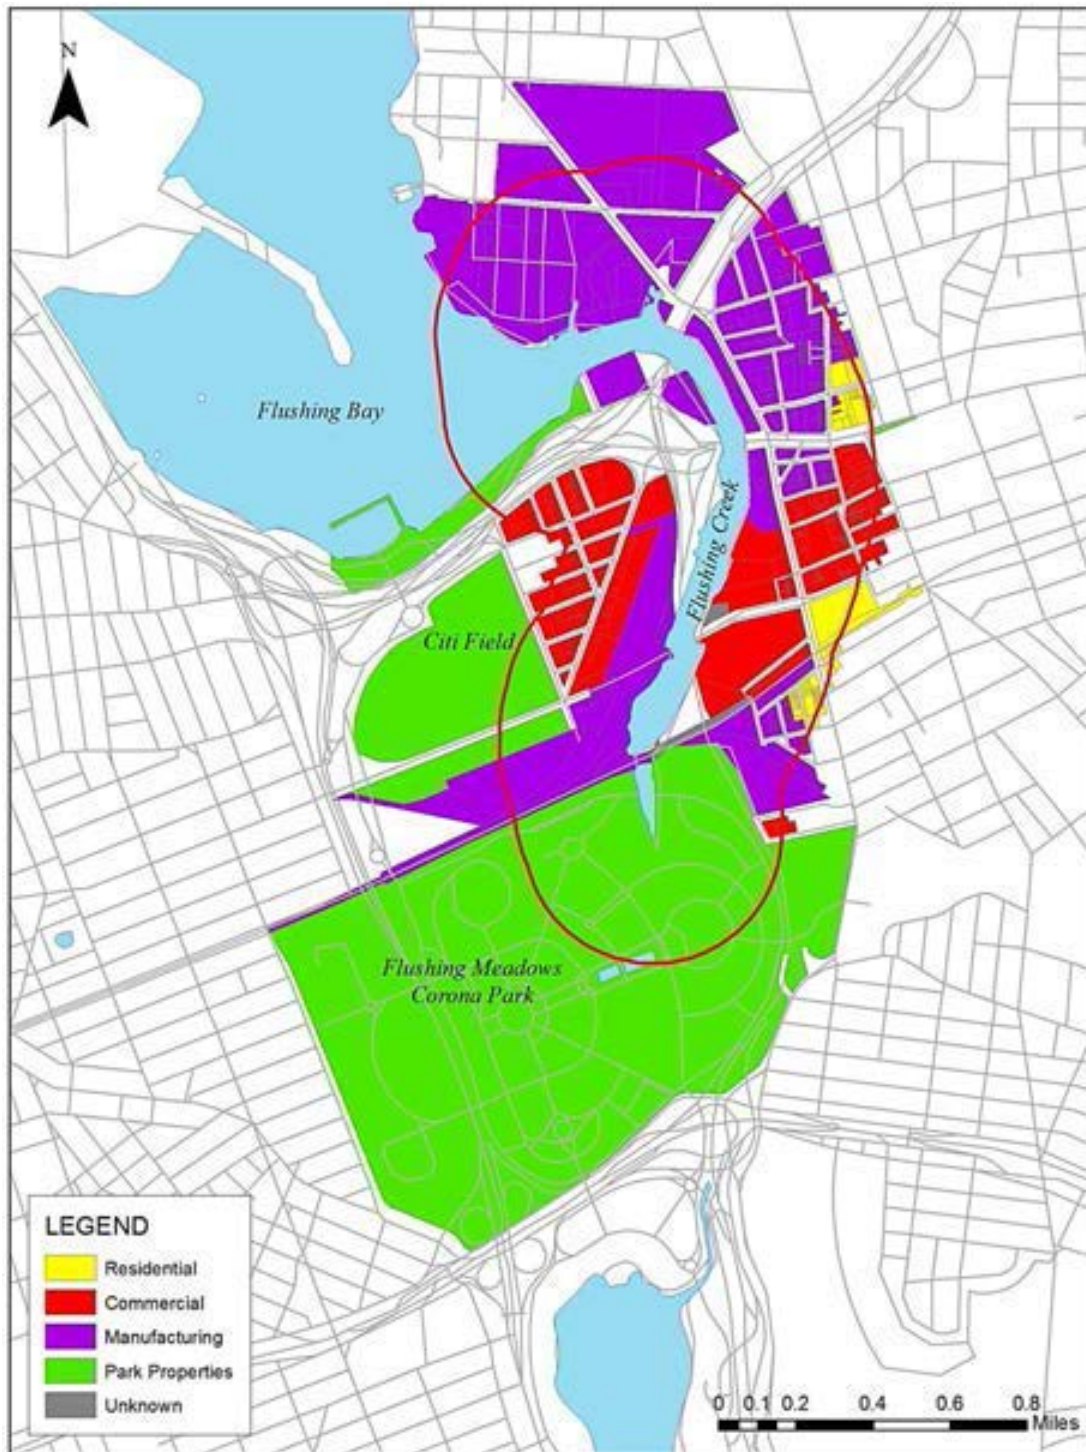 N
Flushing Bay
Flushing Creek
Citi Field
Flushing Meadows
Corona Park
LEGEND
Residential
Commercial
Manufacturing
Park Properties
Unknown
0 0.1 0.2 0.4 0.6 0.8
Miles